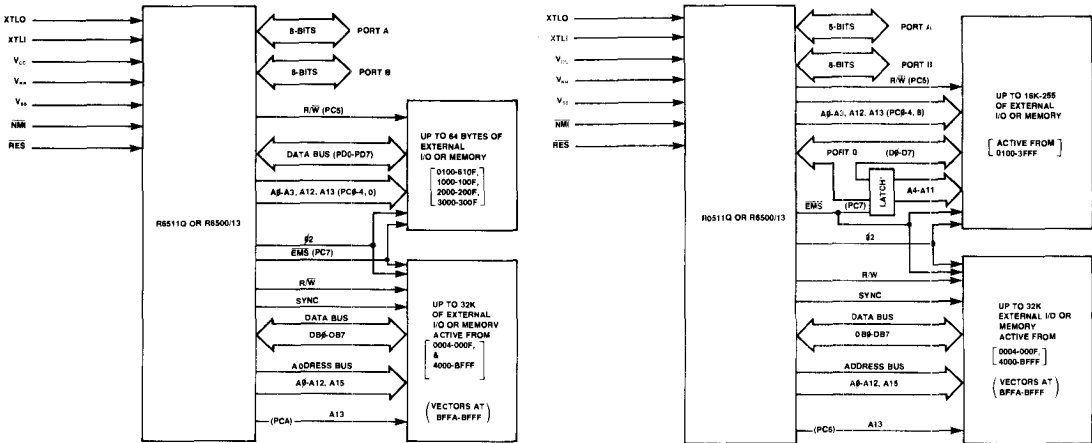 XTLO
XTLI
VCC
VRR
VSS
NMI
RES
R6511Q OR R6500/13
8-BITS
PORT A
8-BITS
PORT B
R/W (PC5)
DATA BUS (PD0-PD7)
A0-A3, A12, A13 (PC0-4, 0)
UP TO 64 BYTES OF
EXTERNAL
I/O OR MEMORY
0100-610F,
1000-100F,
2000-200F,
3000-300F
φ2
EMS (PC7)
R/W
SYNC
DATA BUS
DB0-DB7
ADDRESS BUS
A0-A12, A15
(PCA)
A13
UP TO 32K
OF EXTERNAL
I/O OR MEMORY
ACTIVE FROM
0004-000F,
&
4000-BFFF
(VECTORS AT
BFFA-BFFF)
XTLO
XTLI
VCC
VRR
VSS
NMI
RES
R6511Q OR R6500/13
8-BITS
PORT A
8-BITS
PORT B
R/W (PC5)
A0-A3, A12, A13 (PC0-4, 8)
PORT 0
(D0-D7)
LATCH
A4-A11
EMS
(PC7)
φ2
UP TO 16K-255
OF EXTERNAL
I/O OR MEMORY
ACTIVE FROM
0100-3FFF
R/W
SYNC
DATA BUS
DB0-DB7
ADDRESS BUS
A0-A12, A15
(PC6)
A13
UP TO 32K
EXTERNAL I/O OR
MEMORY
ACTIVE FROM
0004-000F,
4000-BFFF
(VECTORS AT
BFFA-BFFF)